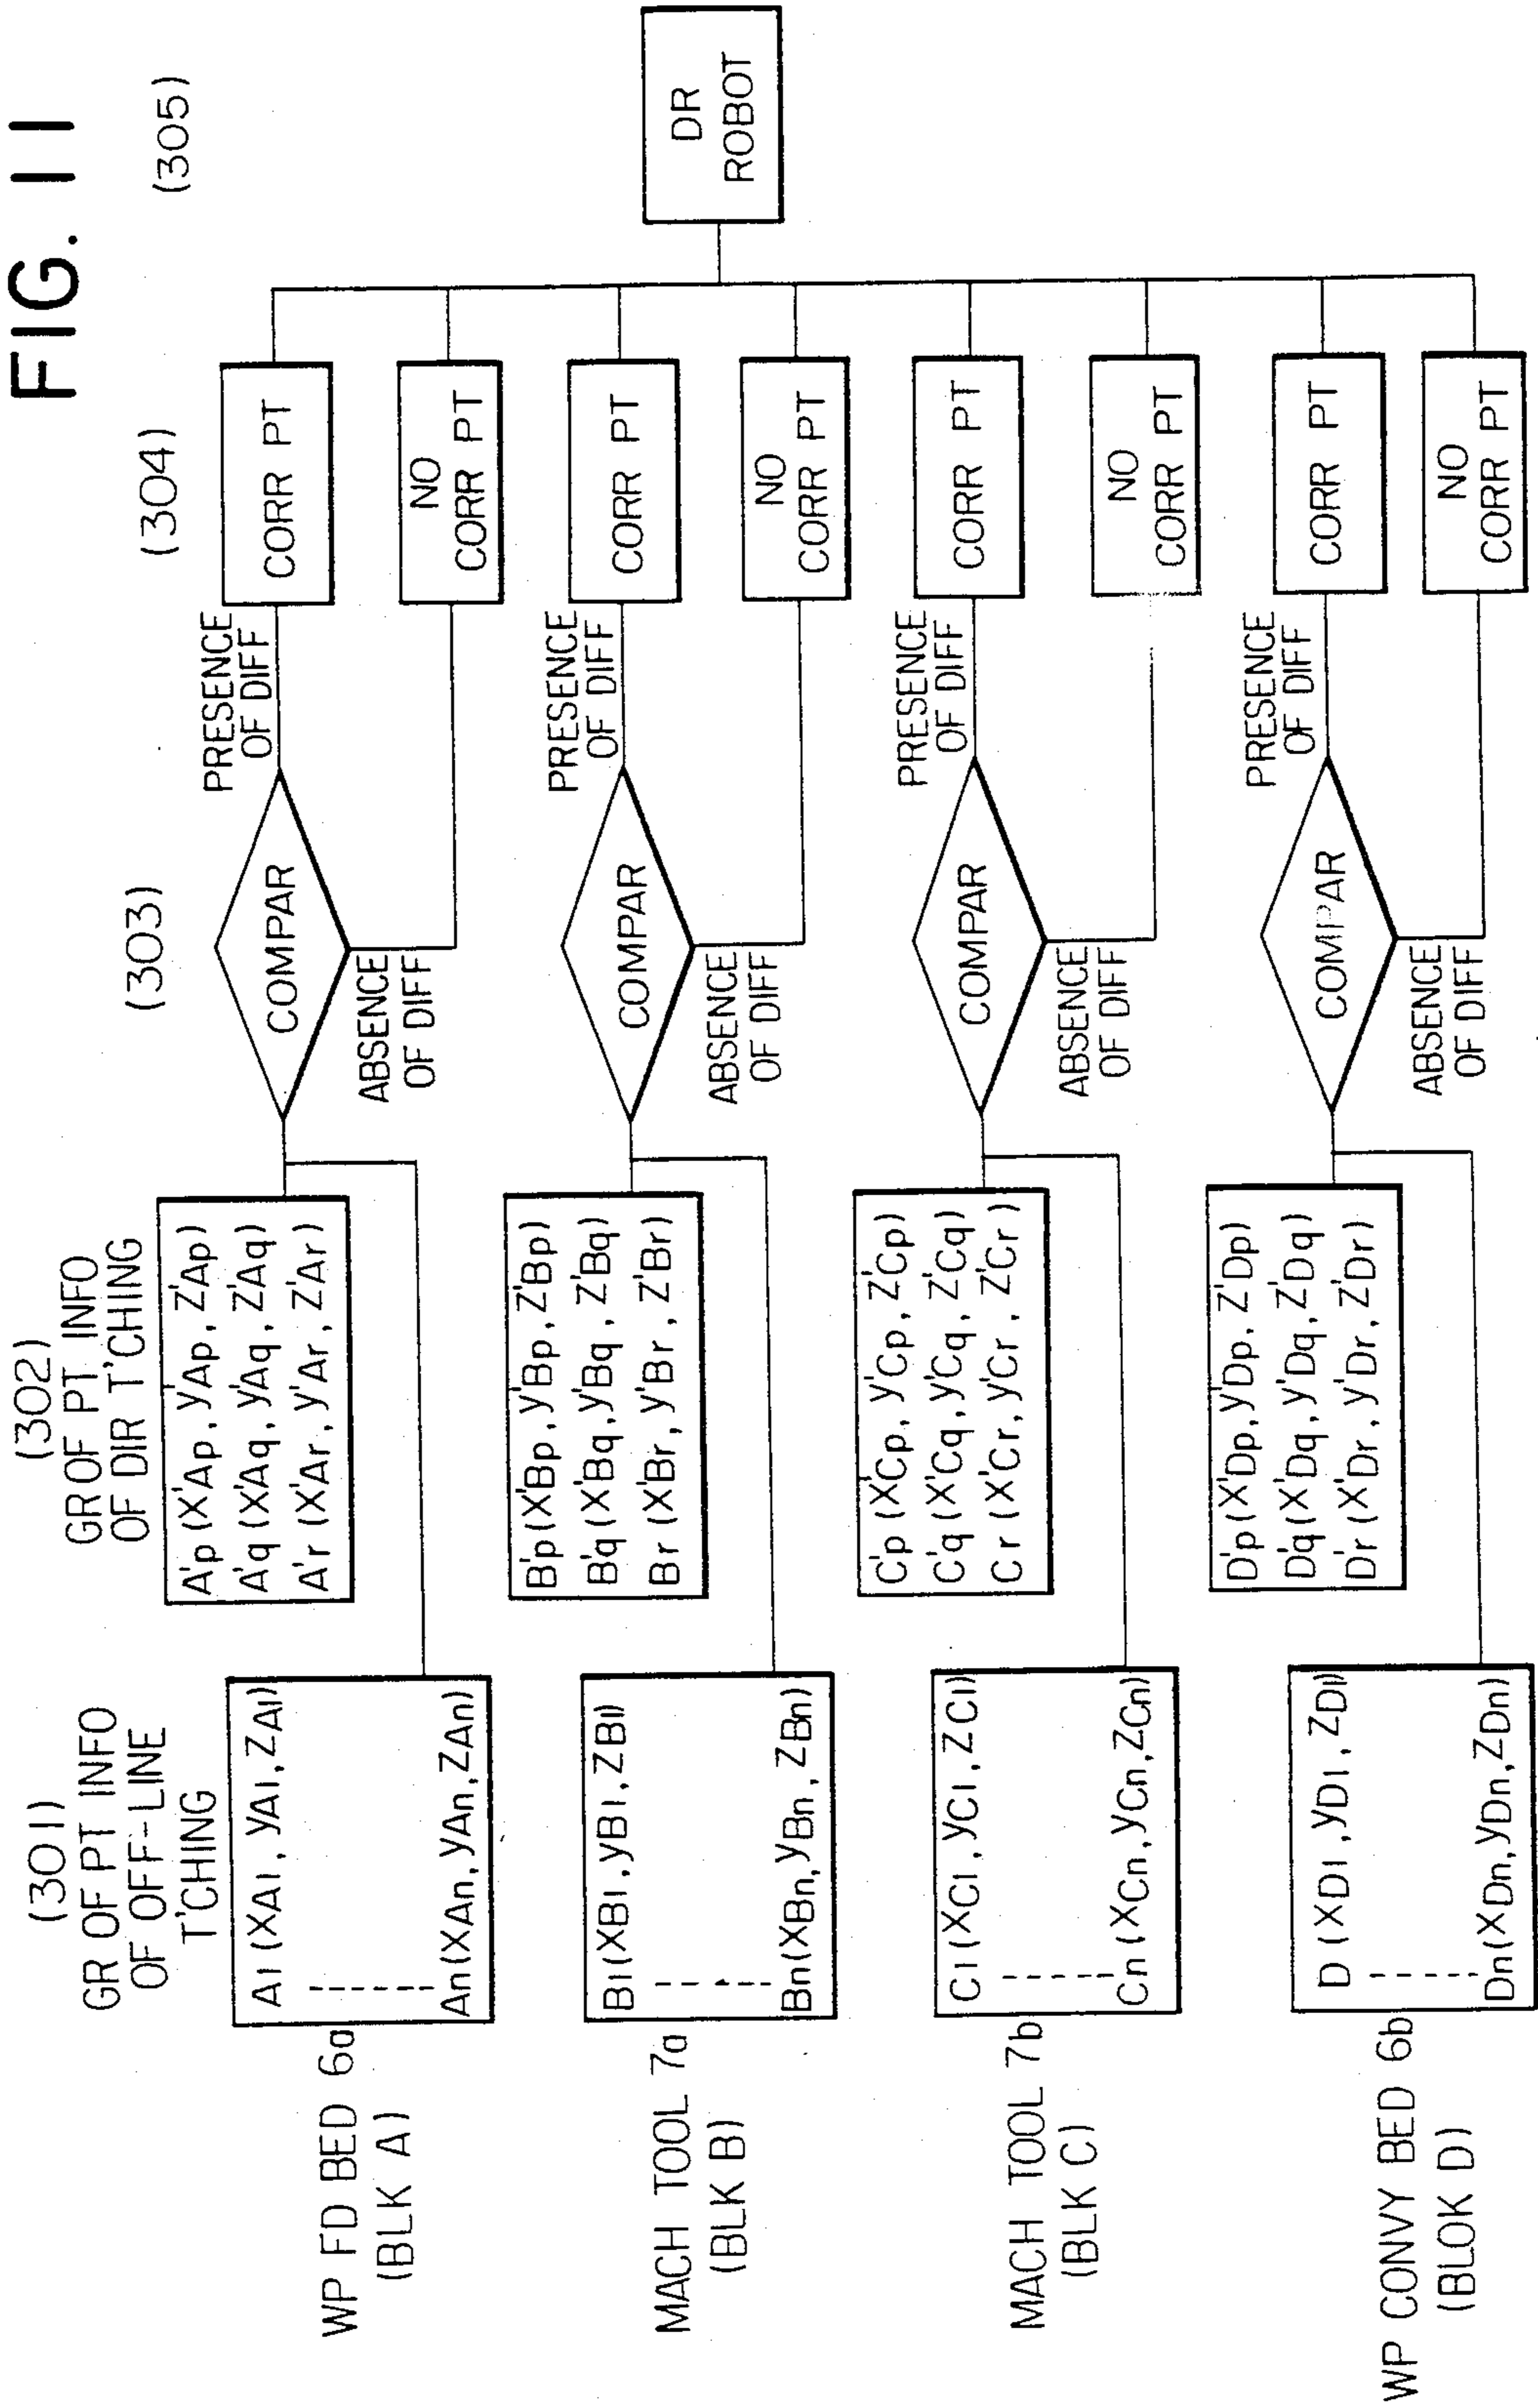 FIG. 11
(301)
GR OF PT INFO
OF OFF-LINE
T'CHING
(302)
GR OF PT INFO
OF DIR T'CHING
(303)
(304)
(305)
WP FD BED 6a
(BLK A)
A1 (XA1, yA1, ZA1)
An (XAn, yAn, ZAn)
A'p (X'Ap, y'Ap, Z'Ap)
A'q (X'Aq, y'Aq, Z'Aq)
A'r (X'Ar, y'Ar, Z'Ar)
COMPAR
PRESENCE
OF DIFF
ABSENCE
OF DIFF
CORR PT
NO
CORR PT
MACH TOOL 7a
(BLK B)
B1 (XB1, yB1, ZB1)
Bn (XBn, yBn, ZBn)
B'p (X'Bp, y'Bp, Z'Bp)
B'q (X'Bq, y'Bq, Z'Bq)
Br (X'Br, y'Br, Z'Br)
COMPAR
PRESENCE
OF DIFF
ABSENCE
OF DIFF
CORR PT
NO
CORR PT
MACH TOOL 7b
(BLK C)
C1 (XC1, yC1, ZC1)
Cn (XCn, yCn, ZCn)
C'p (X'Cp, y'Cp, Z'Cp)
C'q (X'Cq, y'Cq, Z'Cq)
Cr (X'Cr, y'Cr, Z'Cr)
COMPAR
PRESENCE
OF DIFF
ABSENCE
OF DIFF
CORR PT
NO
CORR PT
WP CONVY BED 6b
(BLOK D)
D (XD1, yD1, ZD1)
Dn (XDn, yDn, ZDn)
D'p (X'Dp, y'Dp, Z'Dp)
D'q (X'Dq, y'Dq, Z'Dq)
D'r (X'Dr, y'Dr, Z'Dr)
COMPAR
PRESENCE
OF DIFF
ABSENCE
OF DIFF
CORR PT
NO
CORR PT
DR
ROBOT